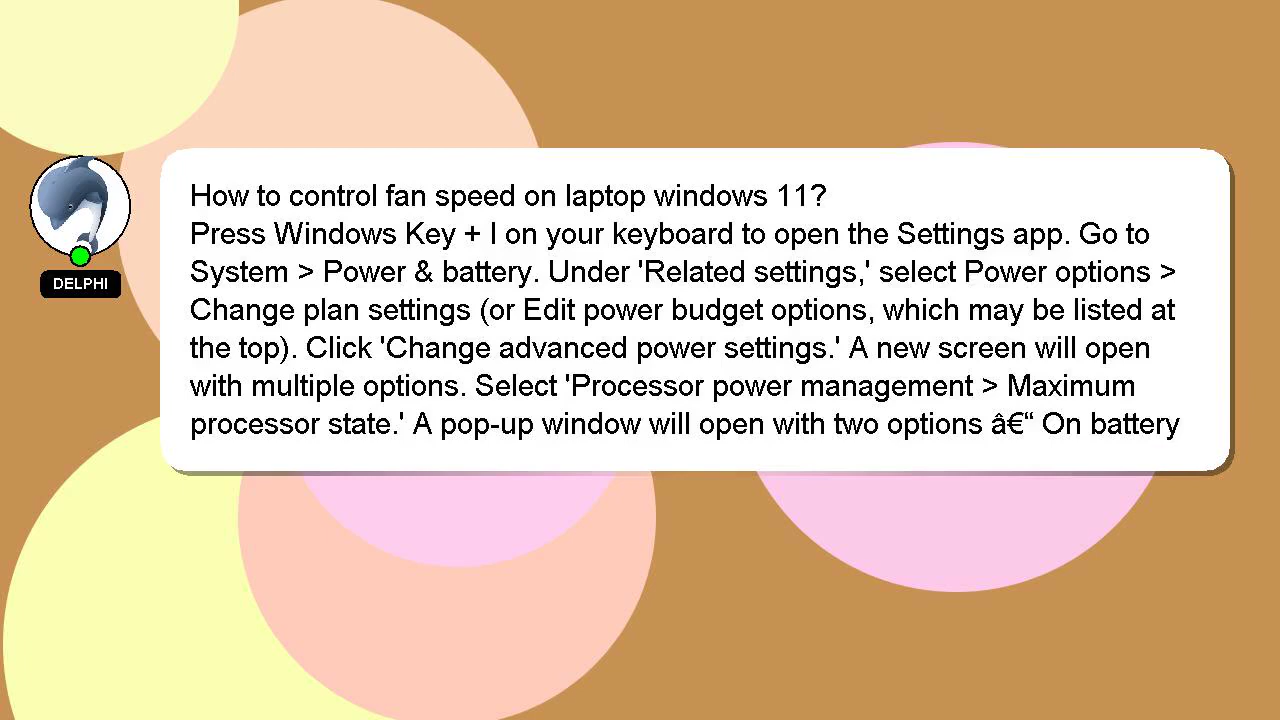 How to control fan speed on laptop windows 11?
Press Windows Key + I on your keyboard to open the Settings app. Go to
System > Power & battery. Under 'Related settings,' select Power options >
Change plan settings (or Edit power budget options, which may be listed at
the top). Click 'Change advanced power settings.' A new screen will open
with multiple options. Select 'Processor power management > Maximum
processor state.' A pop-up window will open with two options â€“ On battery
DELPHI